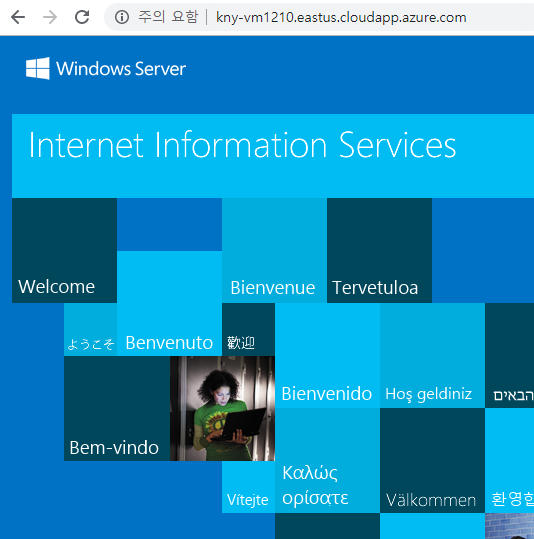 주의 요함 | kny-vm1210.eastus.cloudapp.azure.com
Windows Server
Internet Information Services
Welcome
Bienvenue
Tervetuloa
ようこそ
Benvenuto
歡迎
Bienvenido
Hoş geldiniz
הבאים
Bem-vindo
Vítejte
Καλώς
ορίσατε
Välkommen
환영합